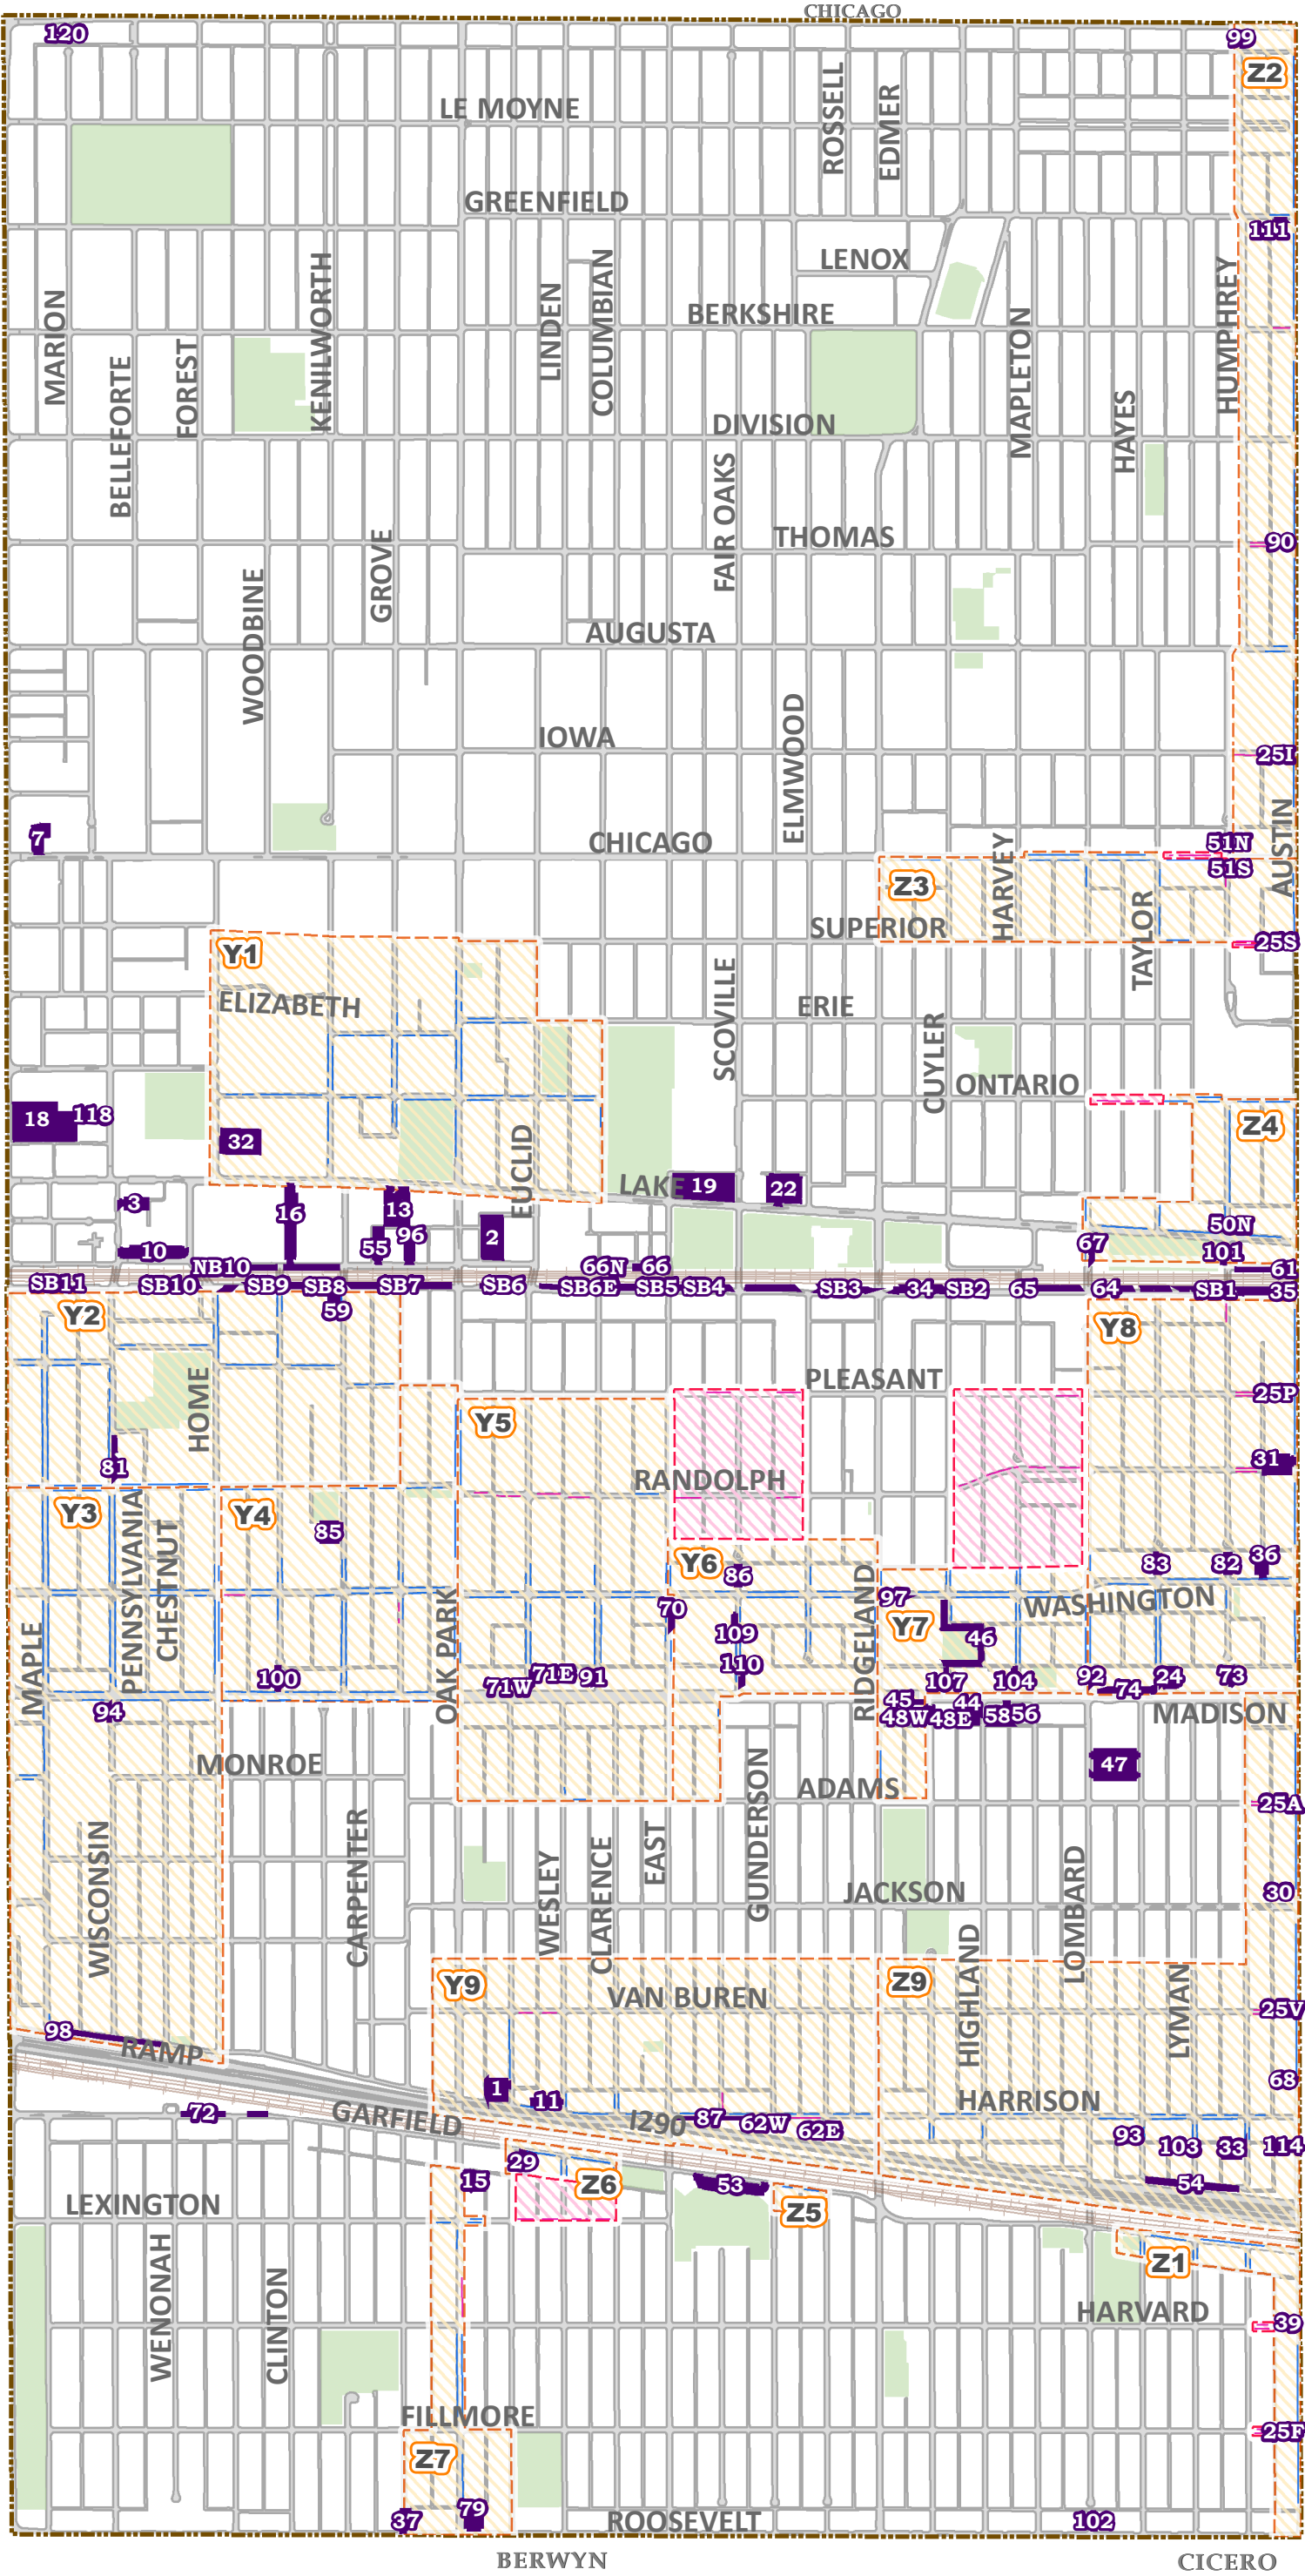 CHICAGO
120
99
Z2
LE MOYNE
ROSSELL
EDMER
GREENFIELD
111
LENOX
MARION
KENILWORTH
LINDEN
COLUMBIAN
BERKSHIRE
MAPLETON
HUMPHREY
BELLEFORTE
FOREST
DIVISION
HAYES
FAIR OAKS
THOMAS
90
WOODBINE
GROVE
AUGUSTA
IOWA
ELMWOOD
25I
7
CHICAGO
HARVEY
51N
51S
AUSTIN
Z3
SUPERIOR
TAYLOR
25S
Y1
ELIZABETH
SCOVILLE
ERIE
CUYLER
ONTARIO
18
118
Z4
32
EUCLID
LAKE
19
22
3
16
13
2
50N
10
55
96
67
101
NB10
66N
66
61
SB11
SB10
SB9
SB8
SB7
SB6
SB6E
SB5
SB4
SB3
34
SB2
65
64
SB1
35
Y2
59
Y8
HOME
PLEASANT
25P
Y5
81
RANDOLPH
31
Y3
PENNSYLVANIA
CHESTNUT
Y4
85
Y6
86
83
82
36
MAPLE
OAK PARK
70
RIDGELAND
97
Y7
WASHINGTON
109
46
100
71W
71E
91
110
107
104
92
74
24
73
94
45
44
48W
48E
58
56
MADISON
MONROE
GUNDERSON
ADAMS
47
25A
WISCONSIN
CARPENTER
WESLEY
CLARENCE
EAST
JACKSON
LOMBARD
30
HIGHLAND
Y9
VAN BUREN
Z9
LYMAN
25V
98
RAMP
1
11
HARRISON
68
72
GARFIELD
I290
87
62W
62E
93
103
33
114
15
29
Z6
53
54
LEXINGTON
Z5
WENONAH
CLINTON
Z1
HARVARD
39
FILLMORE
25F
Z7
37
79
ROOSEVELT
102
BERWYN
CICERO